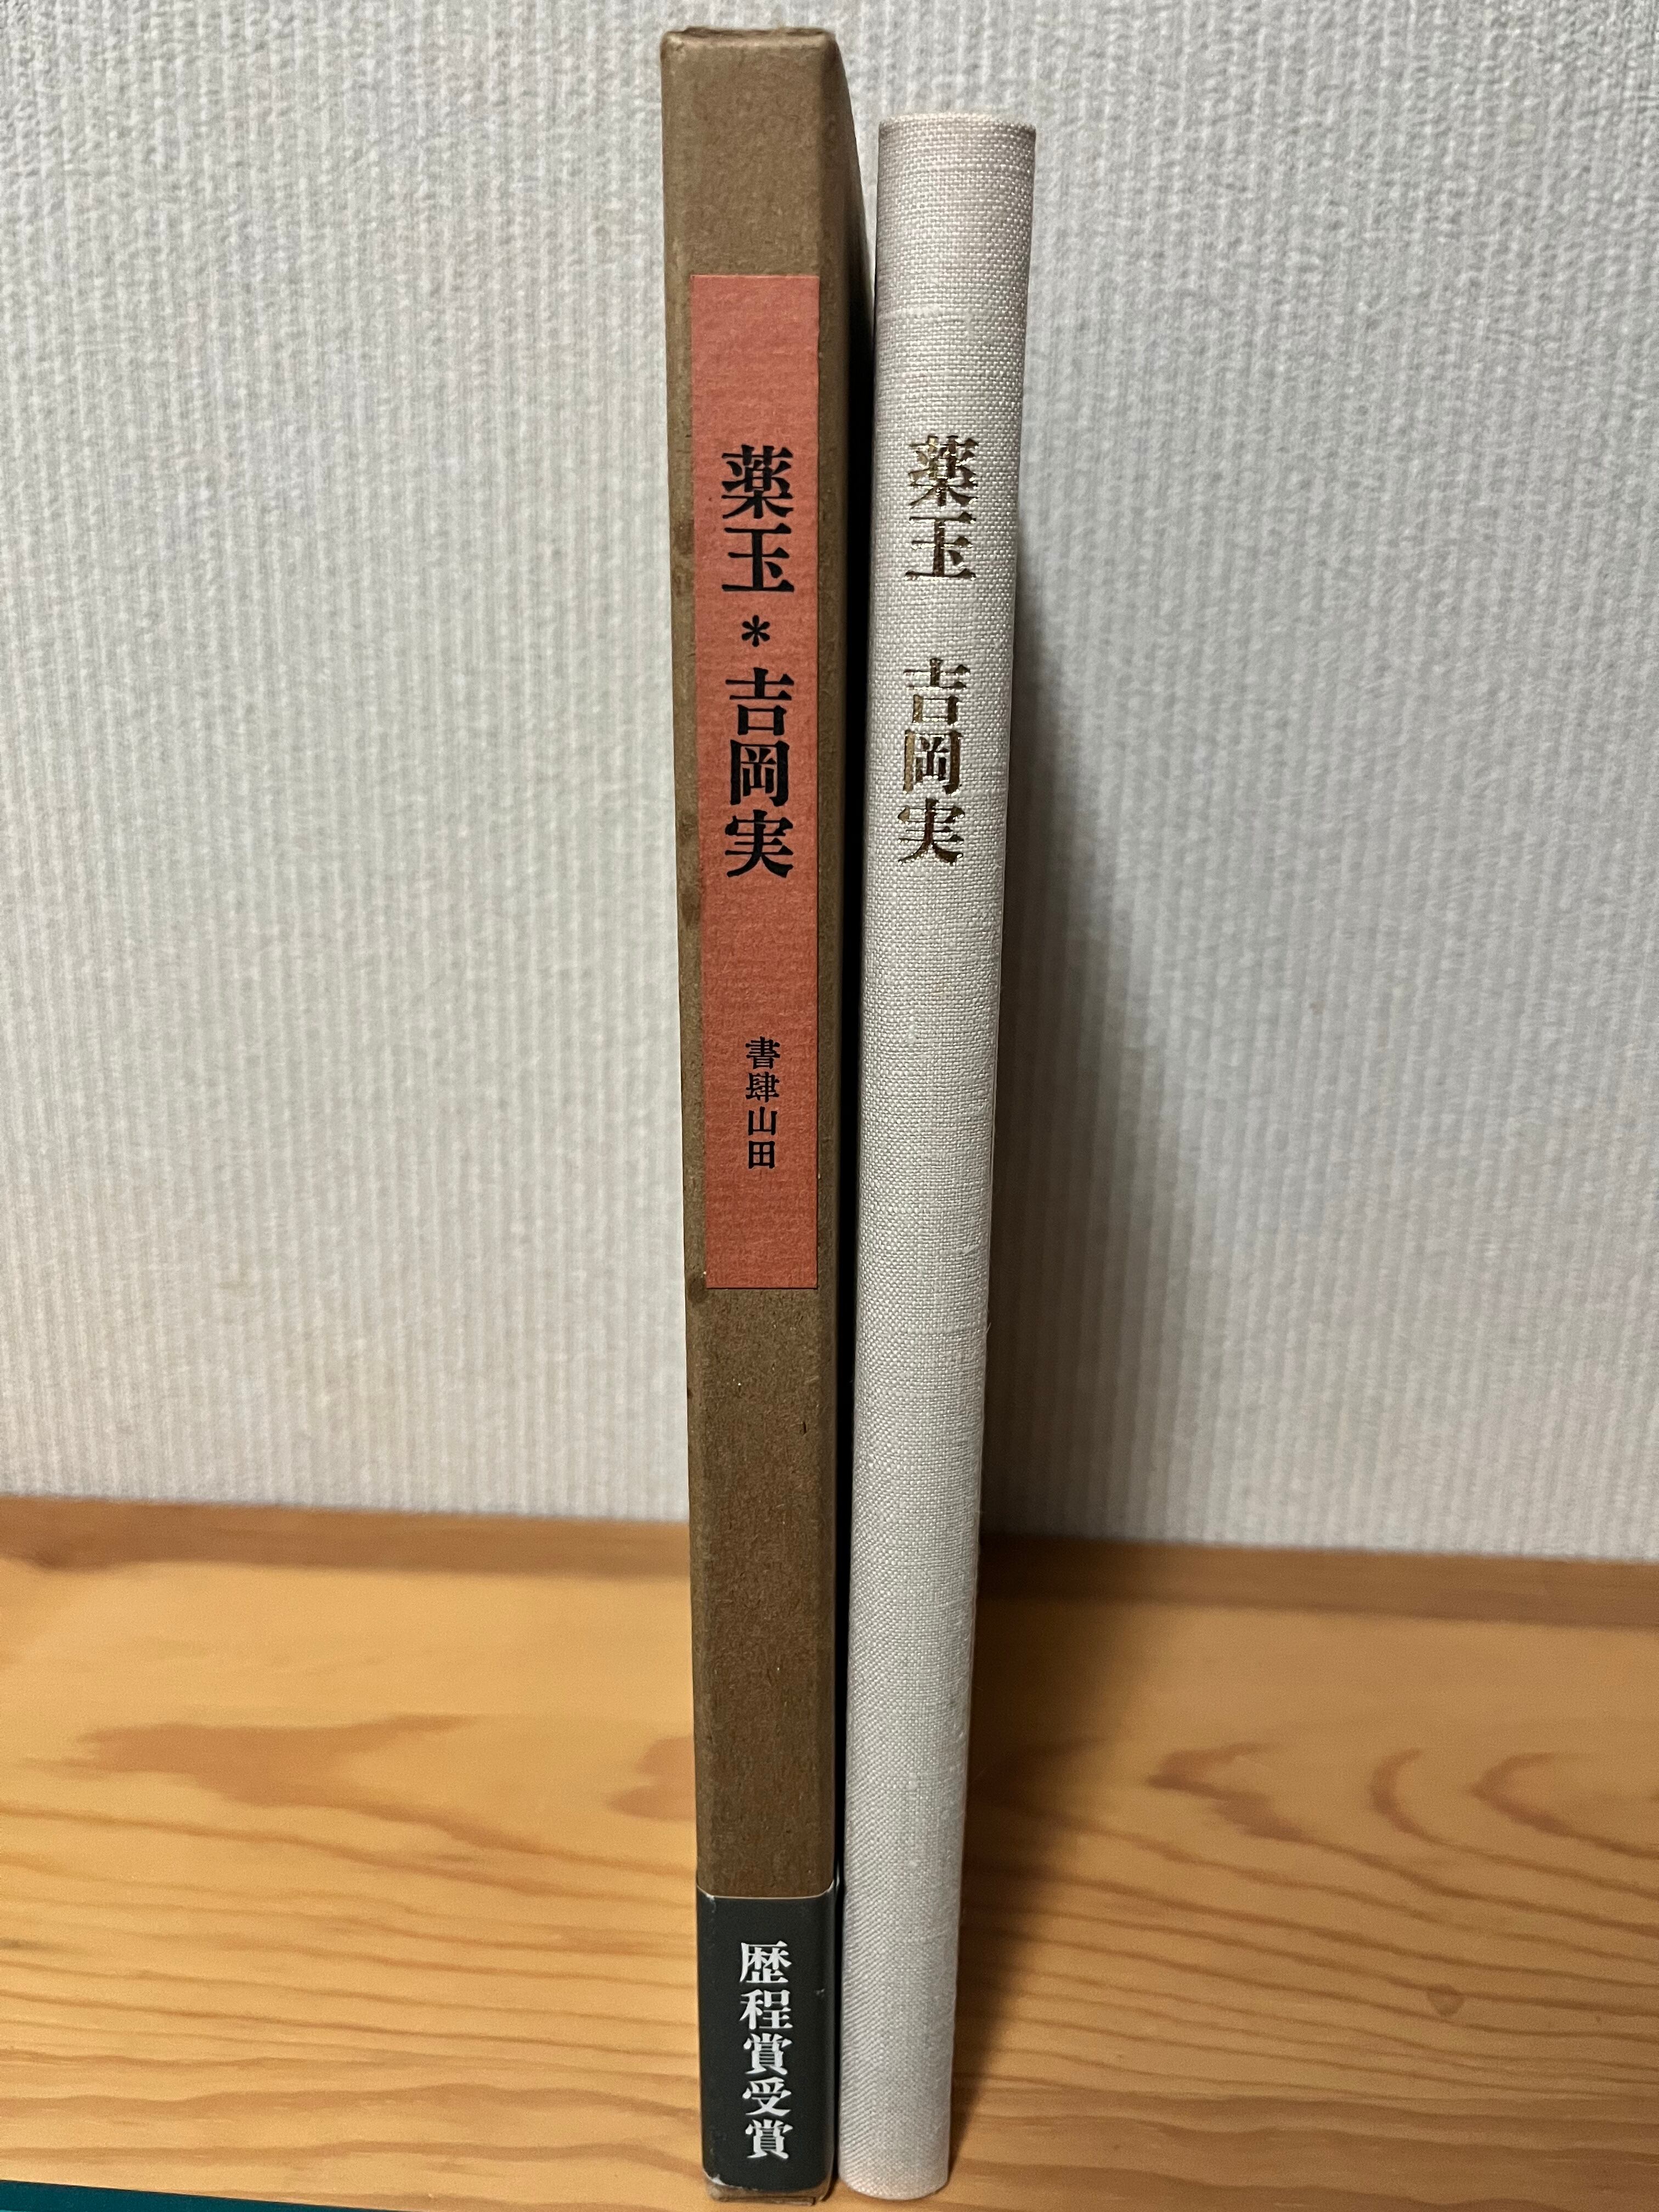 薬玉*吉岡実
書肆山田
歴程賞受賞
薬玉 吉岡実